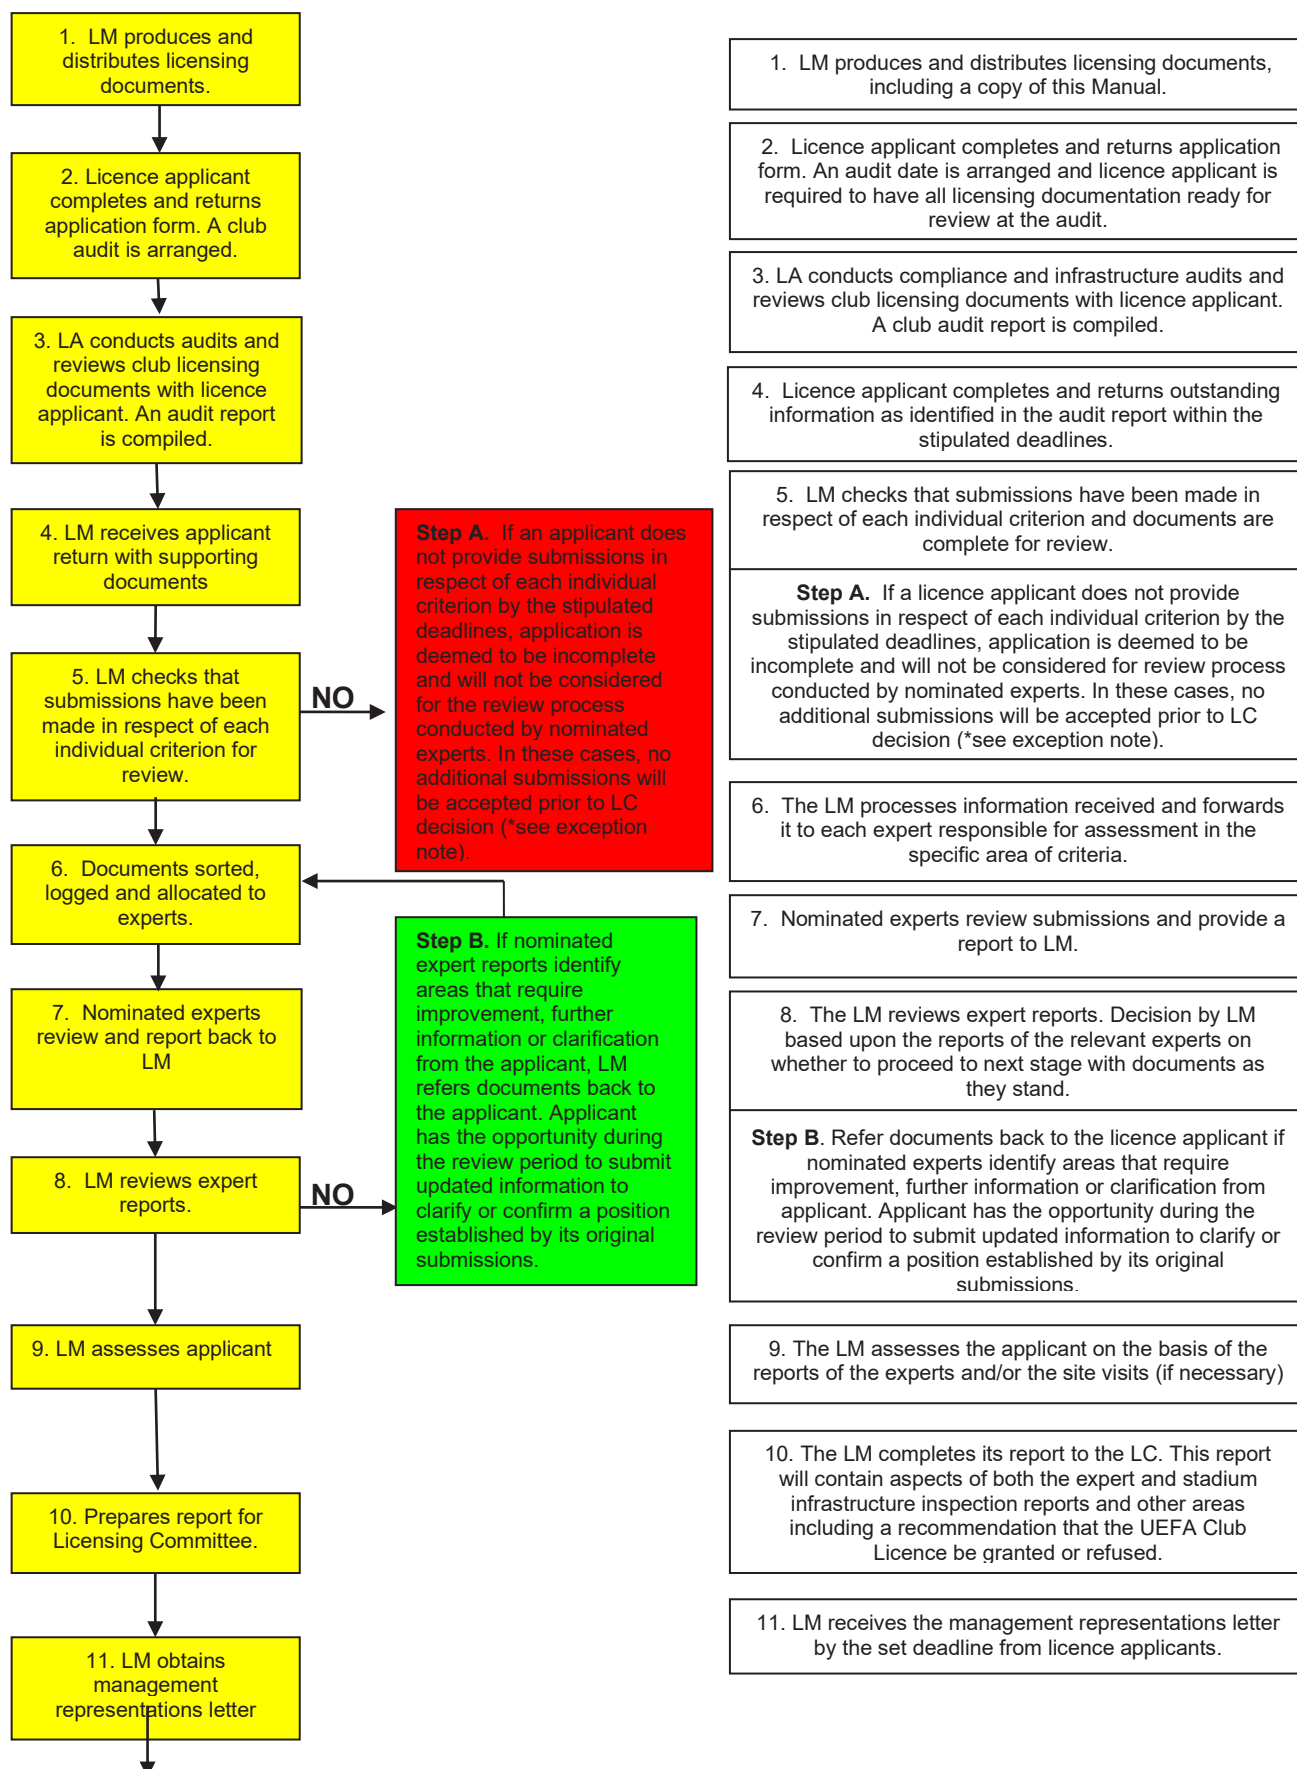 1. LM produces and
distributes licensing
documents.
2. Licence applicant
completes and returns
application form. A club
audit is arranged.
3. LA conducts audits and
reviews club licensing
documents with licence
applicant. An audit report
is compiled.
4. LM receives applicant
return with supporting
documents
5. LM checks that
submissions have been
made in respect of each
individual criterion for
review.
NO
Step A. If an applicant does
not provide submissions in
respect of each individual
criterion by the stipulated
deadlines, application is
deemed to be incomplete
and will not be considered
for the review process
conducted by nominated
experts. In these cases, no
additional submissions will
be accepted prior to LC
decision (*see exception
note).
6. Documents sorted,
logged and allocated to
experts.
7. Nominated experts
review and report back to
LM
8. LM reviews expert
reports.
NO
Step B. If nominated
expert reports identify
areas that require
improvement, further
information or clarification
from the applicant, LM
refers documents back to
the applicant. Applicant
has the opportunity during
the review period to submit
updated information to
clarify or confirm a position
established by its original
submissions.
9. LM assesses applicant
10. Prepares report for
Licensing Committee.
11. LM obtains
management
representations letter
1. LM produces and distributes licensing documents,
including a copy of this Manual.
2. Licence applicant completes and returns application
form. An audit date is arranged and licence applicant is
required to have all licensing documentation ready for
review at the audit.
3. LA conducts compliance and infrastructure audits and
reviews club licensing documents with licence applicant.
A club audit report is compiled.
4. Licence applicant completes and returns outstanding
information as identified in the audit report within the
stipulated deadlines.
5. LM checks that submissions have been made in
respect of each individual criterion and documents are
complete for review.
Step A. If a licence applicant does not provide
submissions in respect of each individual criterion by the
stipulated deadlines, application is deemed to be
incomplete and will not be considered for review process
conducted by nominated experts. In these cases, no
additional submissions will be accepted prior to LC
decision (*see exception note).
6. The LM processes information received and forwards
it to each expert responsible for assessment in the
specific area of criteria.
7. Nominated experts review submissions and provide a
report to LM.
8. The LM reviews expert reports. Decision by LM
based upon the reports of the relevant experts on
whether to proceed to next stage with documents as
they stand.
Step B. Refer documents back to the licence applicant if
nominated experts identify areas that require
improvement, further information or clarification from
applicant. Applicant has the opportunity during the
review period to submit updated information to clarify or
confirm a position established by its original
submissions.
9. The LM assesses the applicant on the basis of the
reports of the experts and/or the site visits (if necessary)
10. The LM completes its report to the LC. This report
will contain aspects of both the expert and stadium
infrastructure inspection reports and other areas
including a recommendation that the UEFA Club
Licence be granted or refused.
11. LM receives the management representations letter
by the set deadline from licence applicants.